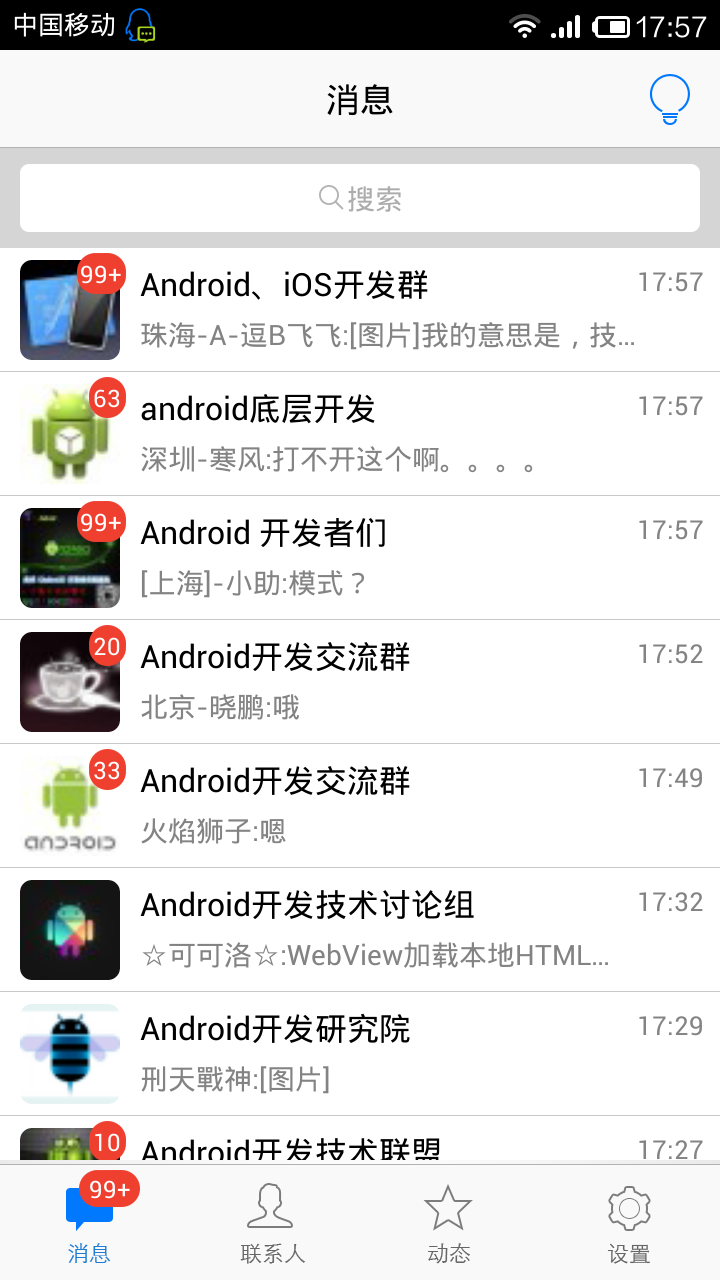 中国移动 17:57
消息
搜索
99+
Android、iOS开发群 17:57
珠海-A-逗B飞飞:[图片]我的意思是，技...
63
android底层开发 17:57
深圳-寒风:打不开这个啊。。。。
99+
Android 开发者们 17:57
[上海]-小助:模式？
20
Android开发交流群 17:52
北京-晓鹏:哦
33
Android开发交流群 17:49
火焰狮子:嗯
ANDROID
Android开发技术讨论组 17:32
☆可可洛☆:WebView加载本地HTML...
Android开发研究院 17:29
刑天戰神:[图片]
10
Android开发技术联盟 17:27
99+
消息 联系人 动态 设置